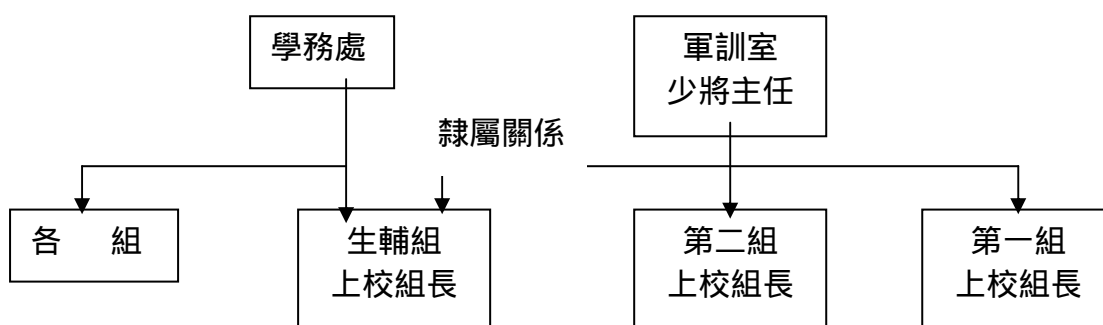 學務處
軍訓室
少將主任
隸屬關係
各 組
生輔組
上校組長
第二組
上校組長
第一組
上校組長